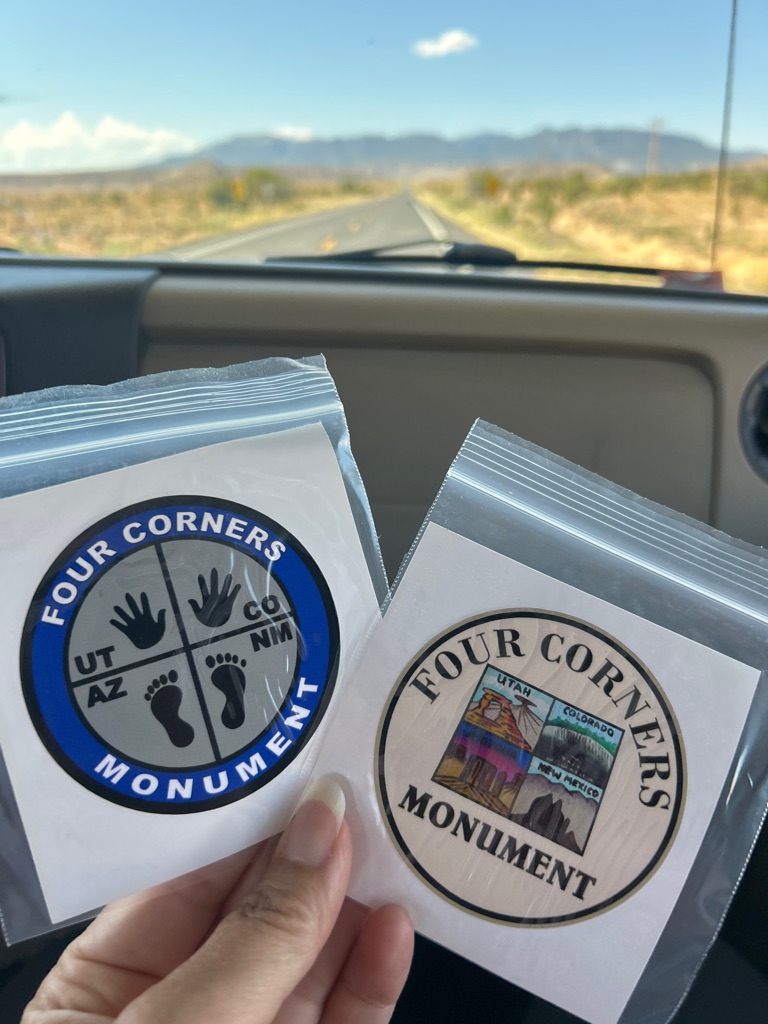 FOUR CORNERS
UT
CO
AZ
NM
MONUMENT
FOUR CORNERS
UTAH
COLORADO
NEW MEXICO
MONUMENT